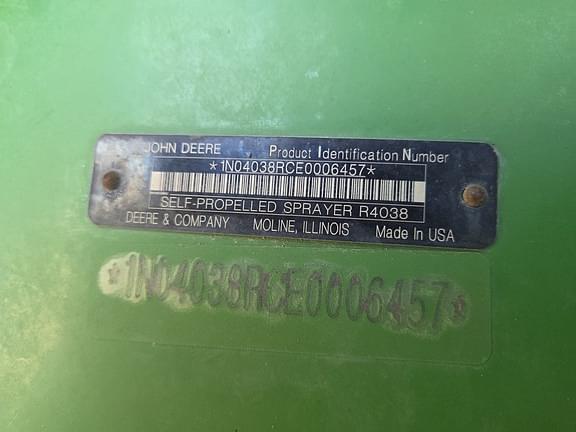 JOHN DEERE Product Identification Number
*1N04038RCE0006457*
SELF-PROPELLED SPRAYER R4038
DEERE & COMPANY MOLINE, ILLINOIS Made In USA
*1N04038RCE0006457*